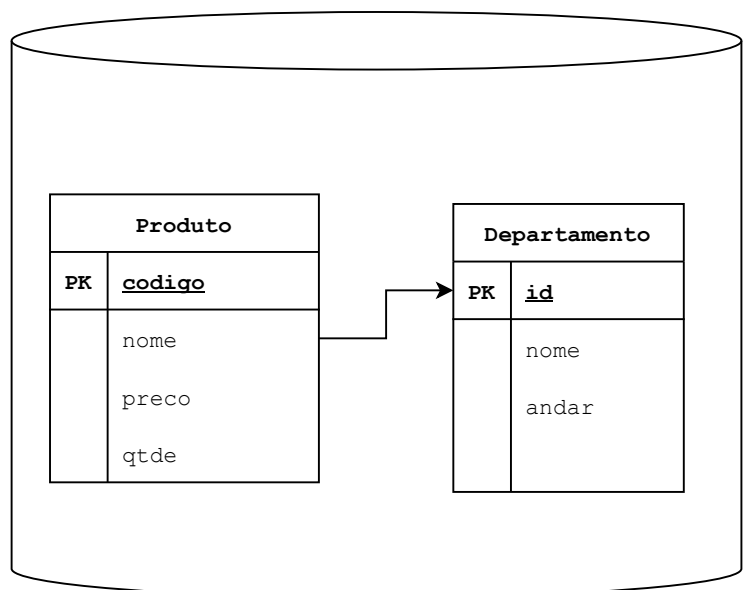 Produto
PK codigo
nome
preco
qtde
Departamento
PK id
nome
andar